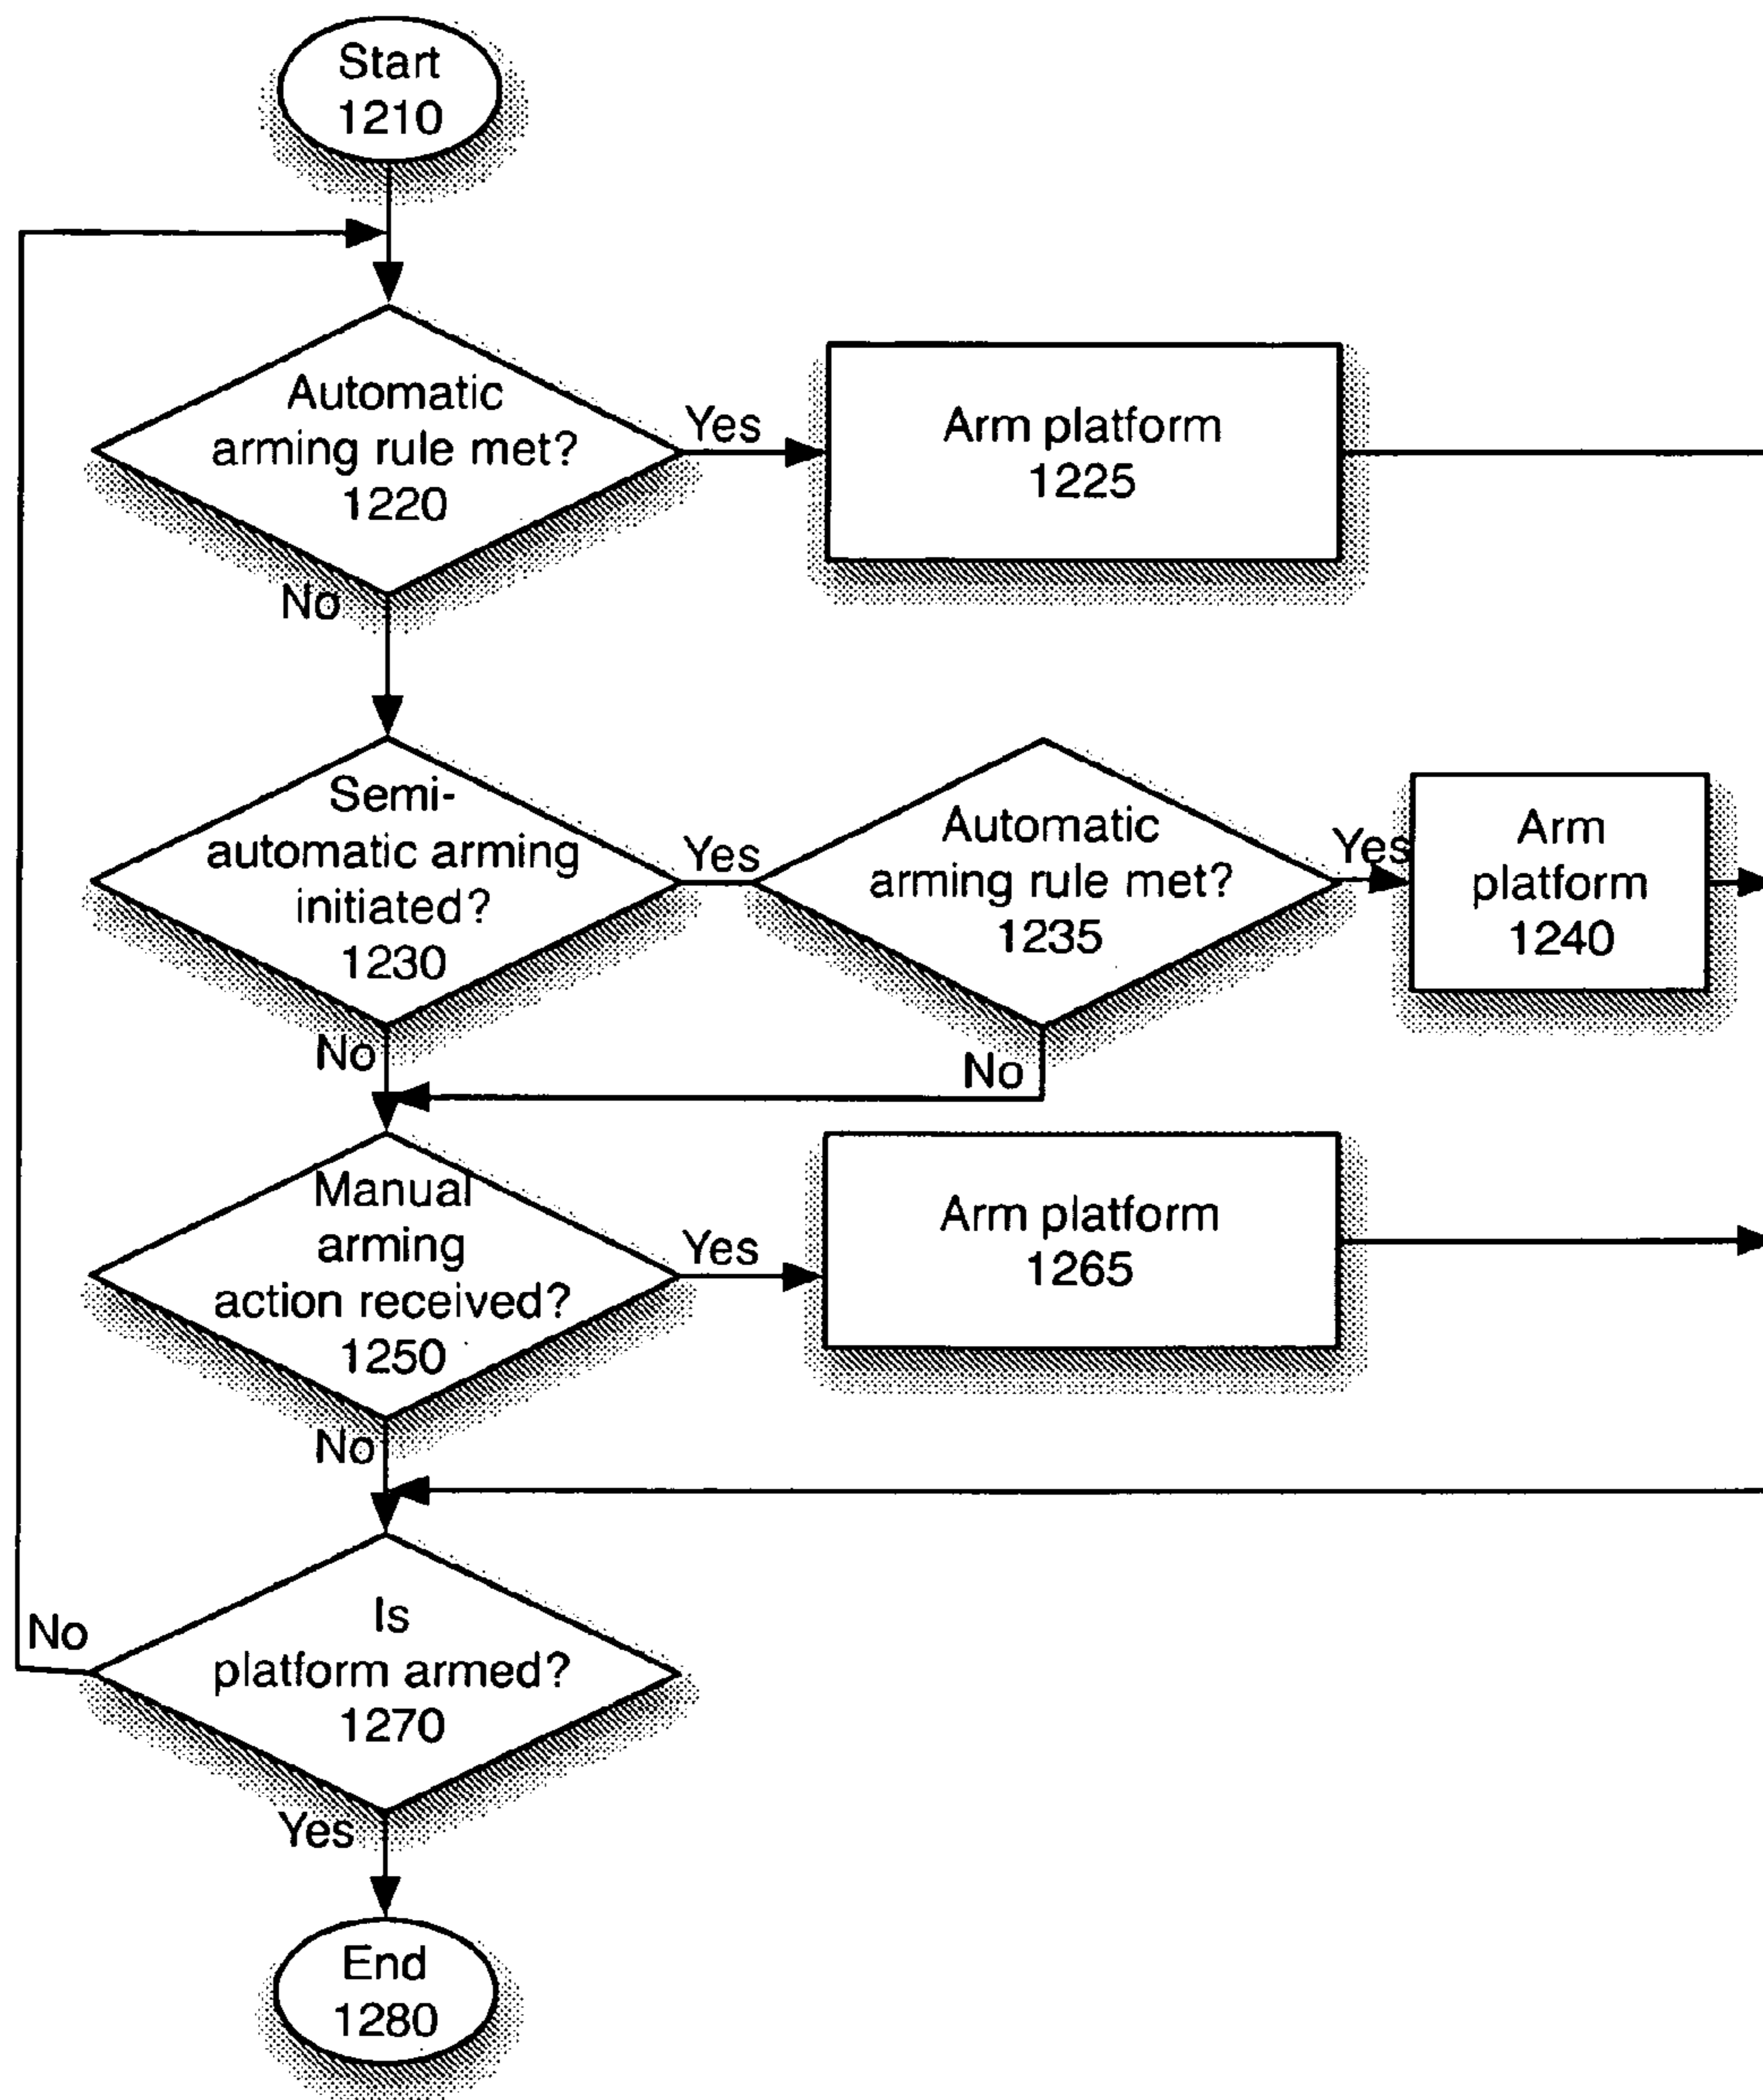 Start
1210
Automatic
arming rule met?
1220
Yes
Arm platform
1225
No
Semi-
automatic arming
initiated?
1230
Yes
Automatic
arming rule met?
1235
Yes
Arm
platform
1240
No
No
Manual
arming
action received?
1250
Yes
Arm platform
1265
No
Is
platform armed?
1270
No
Yes
End
1280